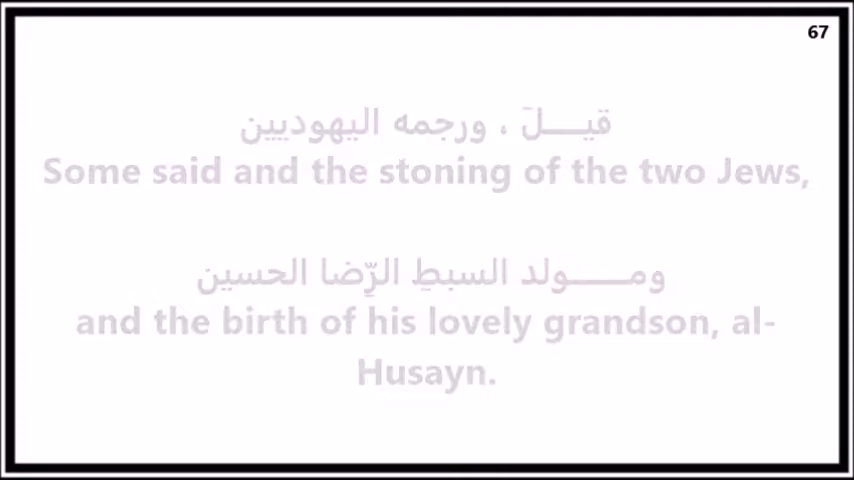 67
قيـــلَ ، ورجمه اليهوديين
Some said and the stoning of the two Jews,
ومـــــولد السبطِ الرِّضا الحسين
and the birth of his lovely grandson, al-
Husayn.